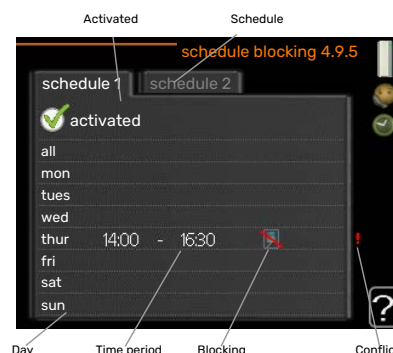 Activated Schedule
schedule blocking 4.9.5
schedule 1 schedule 2
activated
all
mon
tues
wed
thur 14:00 - 16:30 !
fri
sat
sun
?
Day Time period Blocking Conflic